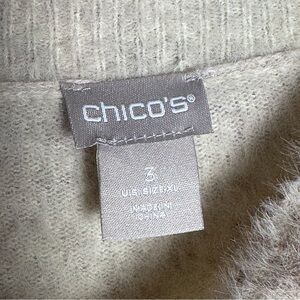 chico's®
3
U.S. SIZE: XL
MADE IN
CHINA